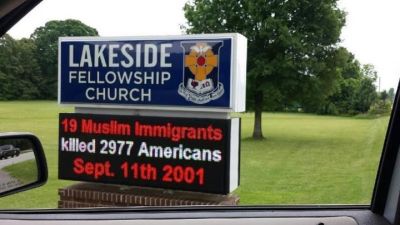 LAKESIDE
FELLOWSHIP
CHURCH
19 Muslim Immigrants
killed 2977 Americans
Sept. 11th 2001